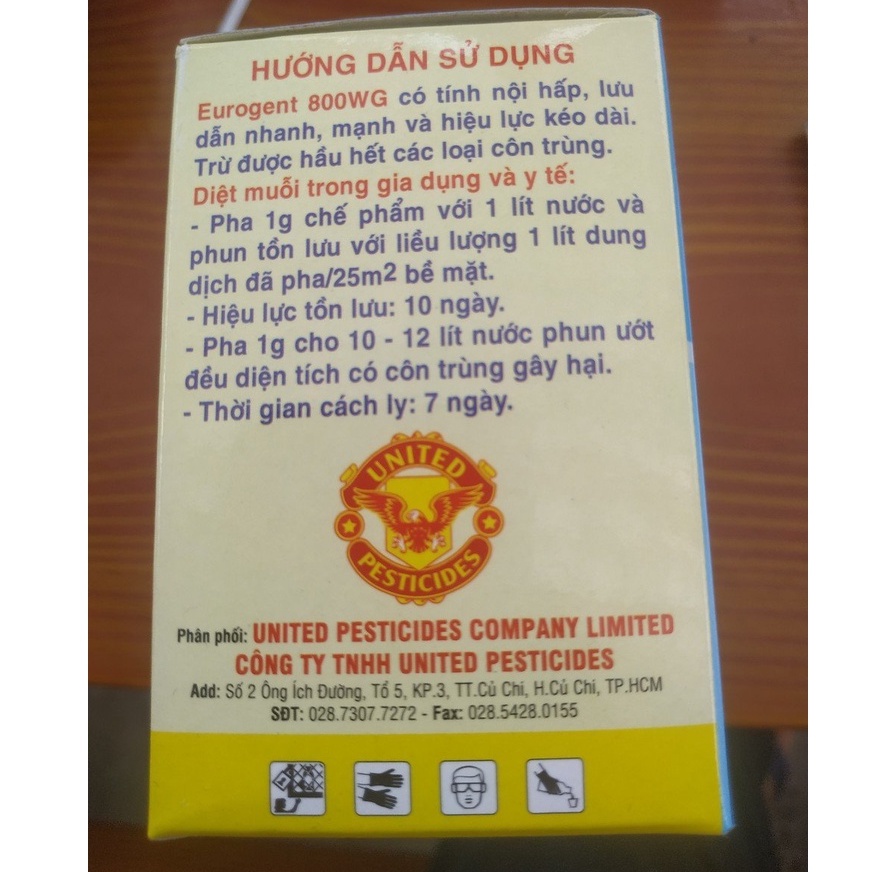 HƯỚNG DẪN SỬ DỤNG
Eurogent 800WG có tính nội hấp, lưu
dẫn nhanh, mạnh và hiệu lực kéo dài.
Trừ được hầu hết các loại côn trùng.
Diệt muỗi trong gia dụng và y tế:
- Pha 1g chế phẩm với 1 lít nước và
phun tồn lưu với liều lượng 1 lít dung
dịch đã pha/25m2 bề mặt.
- Hiệu lực tồn lưu: 10 ngày.
- Pha 1g cho 10 - 12 lít nước phun ướt
đều diện tích có côn trùng gây hại.
- Thời gian cách ly: 7 ngày.
UNITED
PESTICIDES
Phân phối: UNITED PESTICIDES COMPANY LIMITED
CÔNG TY TNHH UNITED PESTICIDES
Add: Số 2 Ông Ích Đường, Tổ 5, KP.3, TT.Củ Chi, H.Củ Chi, TP.HCM
SĐT: 028.7307.7272 - Fax: 028.5428.0155